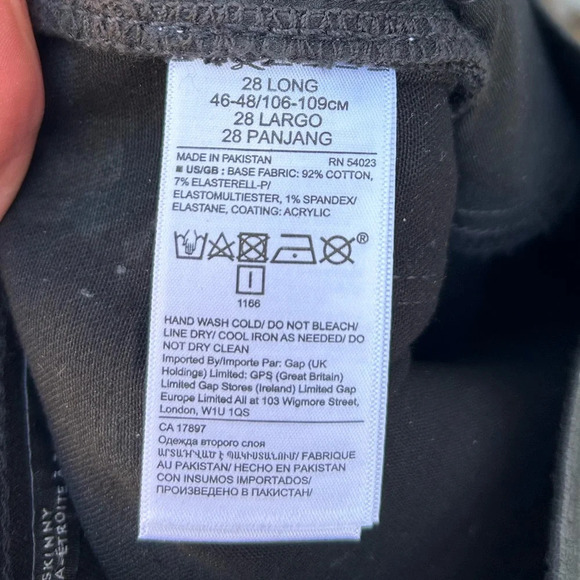 28 LONG
46-48/106-109CM
28 LARGO
28 PANJANG
MADE IN PAKISTAN RN 54023
US/GB : BASE FABRIC: 92% COTTON,
7% ELASTERELL-P/
ELASTOMULTIESTER, 1% SPANDEX/
ELASTANE, COATING: ACRYLIC
®
I
1166
HAND WASH COLD/ DO NOT BLEACH/
LINE DRY/ COOL IRON AS NEEDED/ DO
NOT DRY CLEAN
Imported By/Importe Par: Gap (UK
Holdings) Limited: GPS (Great Britain)
Limited Gap Stores (Ireland) Limited Gap
Europe Limited All at 103 Wigmore Street,
London, W1U 1QS
CA 17897
Одежда второго слоя
ԱՐՏԱԴՐՎԱԾ Է ՊԱԿԻՍՏԱՆՈՒՄ/ FABRIQUE
AU PAKISTAN/ HECHO EN PAKISTAN
CON INSUMOS IMPORTADOS/
ПРОИЗВЕДЕНО В ПАКИСТАН/
SKINNY
A-ÉTROITE